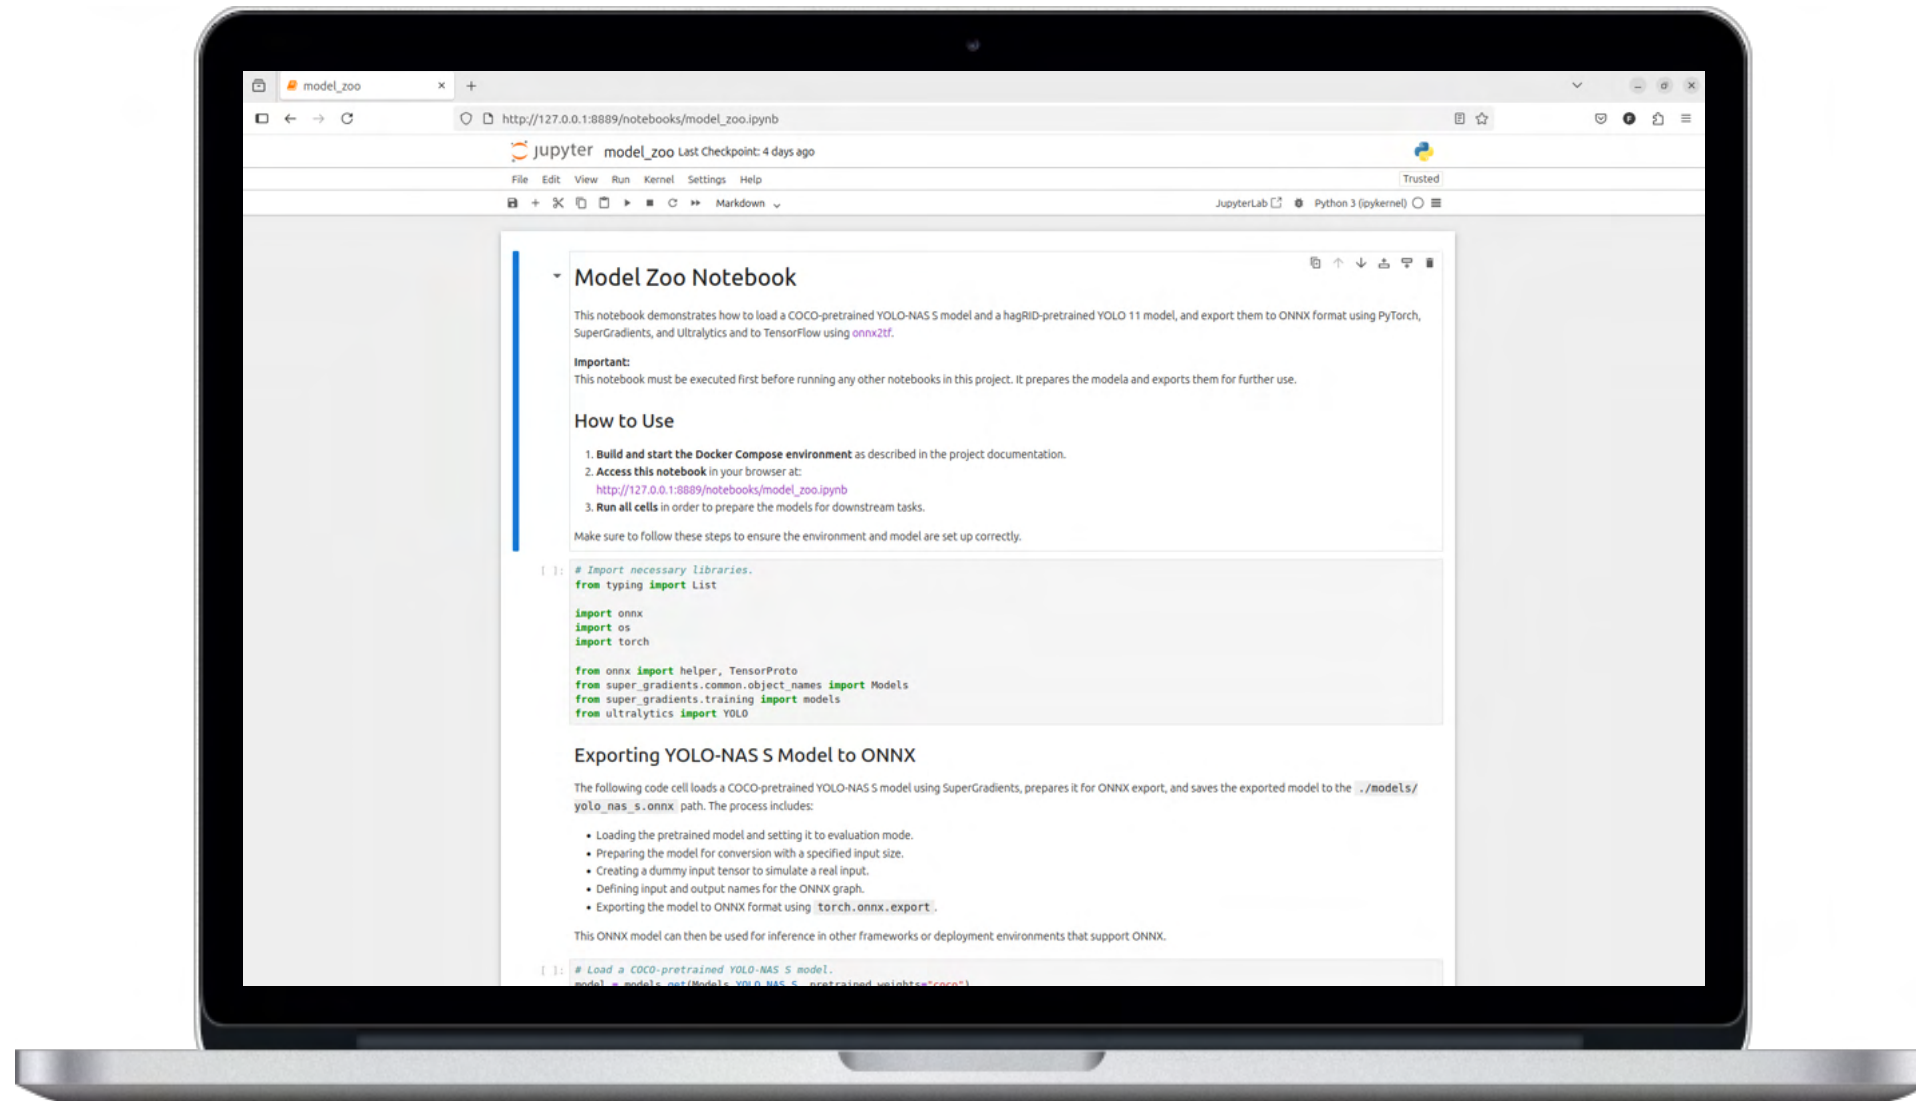 model_zoo
http://127.0.0.1:8889/notebooks/model_zoo.ipynb
jupyter model_zoo Last Checkpoint: 4 days ago
File Edit View Run Kernel Settings Help
Trusted
Markdown
JupyterLab
Python 3 (ipykernel)
Model Zoo Notebook
This notebook demonstrates how to load a COCO-pretrained YOLO-NAS S model and a hagRID-pretrained YOLO 11 model, and export them to ONNX format using PyTorch,
SuperGradients, and Ultralytics and to TensorFlow using onnx2tf.
Important:
This notebook must be executed first before running any other notebooks in this project. It prepares the modela and exports them for further use.
How to Use
1. Build and start the Docker Compose environment as described in the project documentation.
2. Access this notebook in your browser at:
http://127.0.0.1:8889/notebooks/model_zoo.ipynb
3. Run all cells in order to prepare the models for downstream tasks.
Make sure to follow these steps to ensure the environment and model are set up correctly.
[ ]: # Import necessary libraries.
from typing import List
import onnx
import os
import torch
from onnx import helper, TensorProto
from super_gradients.common.object_names import Models
from super_gradients.training import models
from ultralytics import YOLO
Exporting YOLO-NAS S Model to ONNX
The following code cell loads a COCO-pretrained YOLO-NAS S model using SuperGradients, prepares it for ONNX export, and saves the exported model to the ./models/
yolo_nas_s.onnx path. The process includes:
• Loading the pretrained model and setting it to evaluation mode.
• Preparing the model for conversion with a specified input size.
• Creating a dummy input tensor to simulate a real input.
• Defining input and output names for the ONNX graph.
• Exporting the model to ONNX format using torch.onnx.export.
This ONNX model can then be used for inference in other frameworks or deployment environments that support ONNX.
[ ]: # Load a COCO-pretrained YOLO-NAS S model.
model = models.get(Models.YOLO_NAS_S, pretrained_weights="coco")